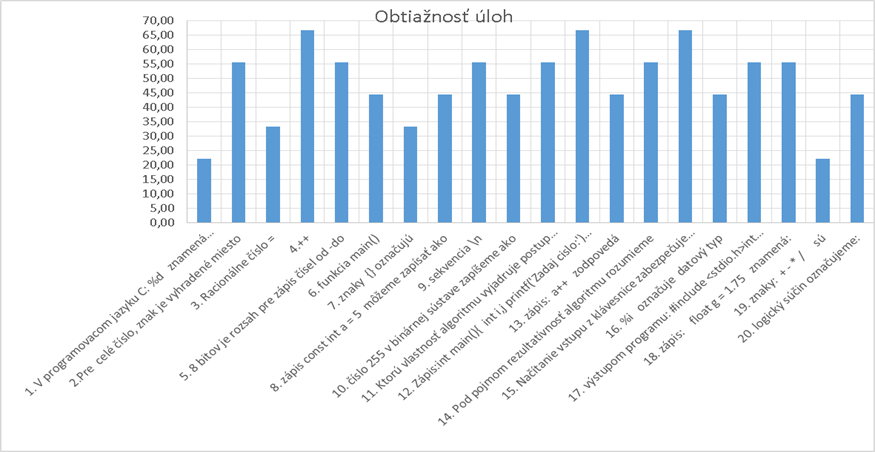 Obtiažnosť úloh
70,00
65,00
60,00
55,00
50,00
45,00
40,00
35,00
30,00
25,00
20,00
15,00
10,00
5,00
0,00
1. V programovacom jazyku C: %d znamená...
2.Pre celé číslo, znak je vyhradené miesto
3. Racionálne číslo =
4.++
5. 8 bitov je rozsah pre zápis čísel od -do
6. funkcia main()
7. znaky {} označujú
8. zápis const int a = 5 môžeme zapísať ako
9. sekvencia \n
10. číslo 255 v binárnej sústave zapíšeme ako
11. Ktorú vlastnosť algoritmu vyjadruje postup...
12. Zápis:int main(){ int i,j printf("Zadaj cislo:")...
13. zápis: a++ zodpovedá
14. Pod pojmom rezultatívnosť algoritmu rozumieme
15. Načítanie vstupu z klávesnice zabezpečuje...
16. %i označuje datový typ
17. výstupom programu: #include <stdio.h>int...
18. zápis: float g = 1.75 znamená:
19. znaky: + - * / sú
20. logický súčin označujeme: